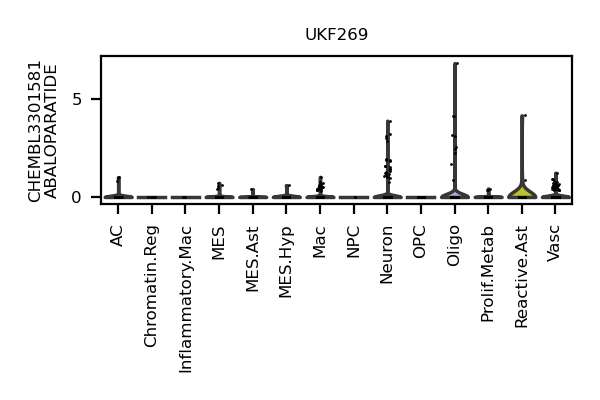 UKF269
CHEMBL3301581
ABALOPARATIDE
5
0
AC
Chromatin.Reg
Inflammatory.Mac
MES
MES.Ast
MES.Hyp
Mac
NPC
Neuron
OPC
Oligo
Prolif.Metab
Reactive.Ast
Vasc